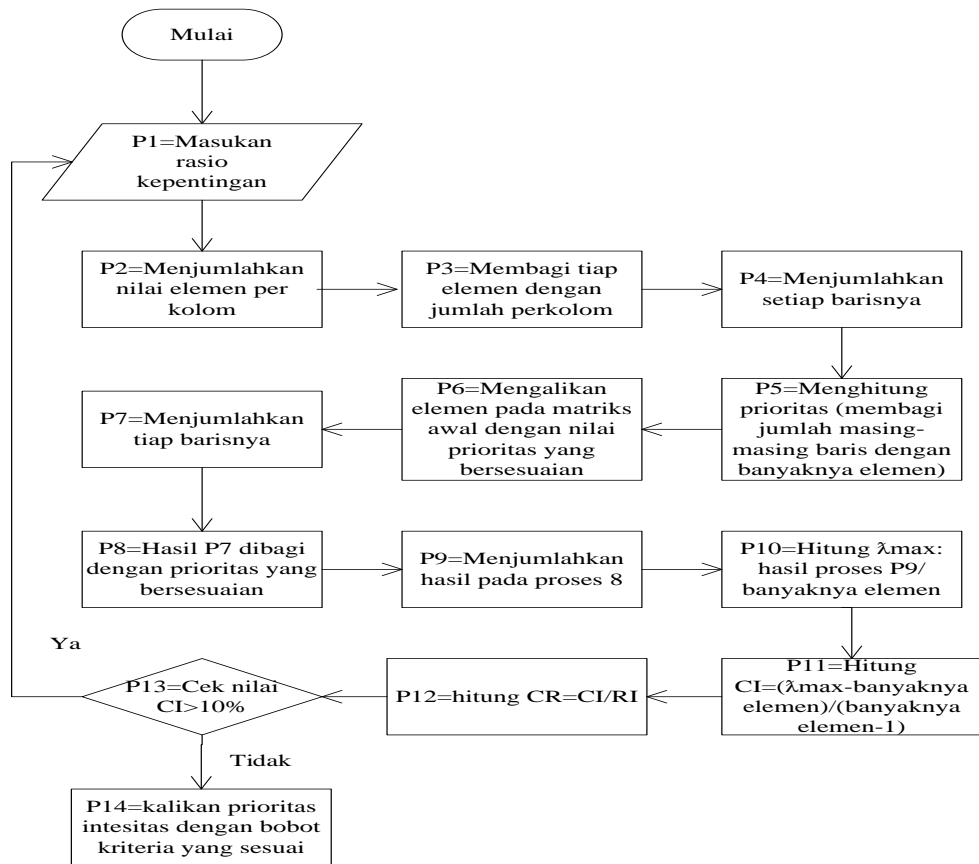 Mulai
P1=Masukan
rasio
kepentingan
P2=Menjumlahkan
nilai elemen per
kolom
P3=Membagi tiap
elemen dengan
jumlah perkolom
P4=Menjumlahkan
setiap barisnya
P5=Menghitung
prioritas (membagi
jumlah masing-
masing baris dengan
banyaknya elemen)
P6=Mengalikan
elemen pada matriks
awal dengan nilai
prioritas yang
bersesuaian
P7=Menjumlahkan
tiap barisnya
P8=Hasil P7 dibagi
dengan prioritas yang
bersesuaian
P9=Menjumlahkan
hasil pada proses 8
P10=Hitung λmax:
hasil proses P9/
banyaknya elemen
P11=Hitung
CI=(λmax-banyaknya
elemen)/(banyaknya
elemen-1)
P12=hitung CR=CI/RI
P13=Cek nilai
CI>10%
Ya
Tidak
P14=kalikan prioritas
intesitas dengan bobot
kriteria yang sesuai